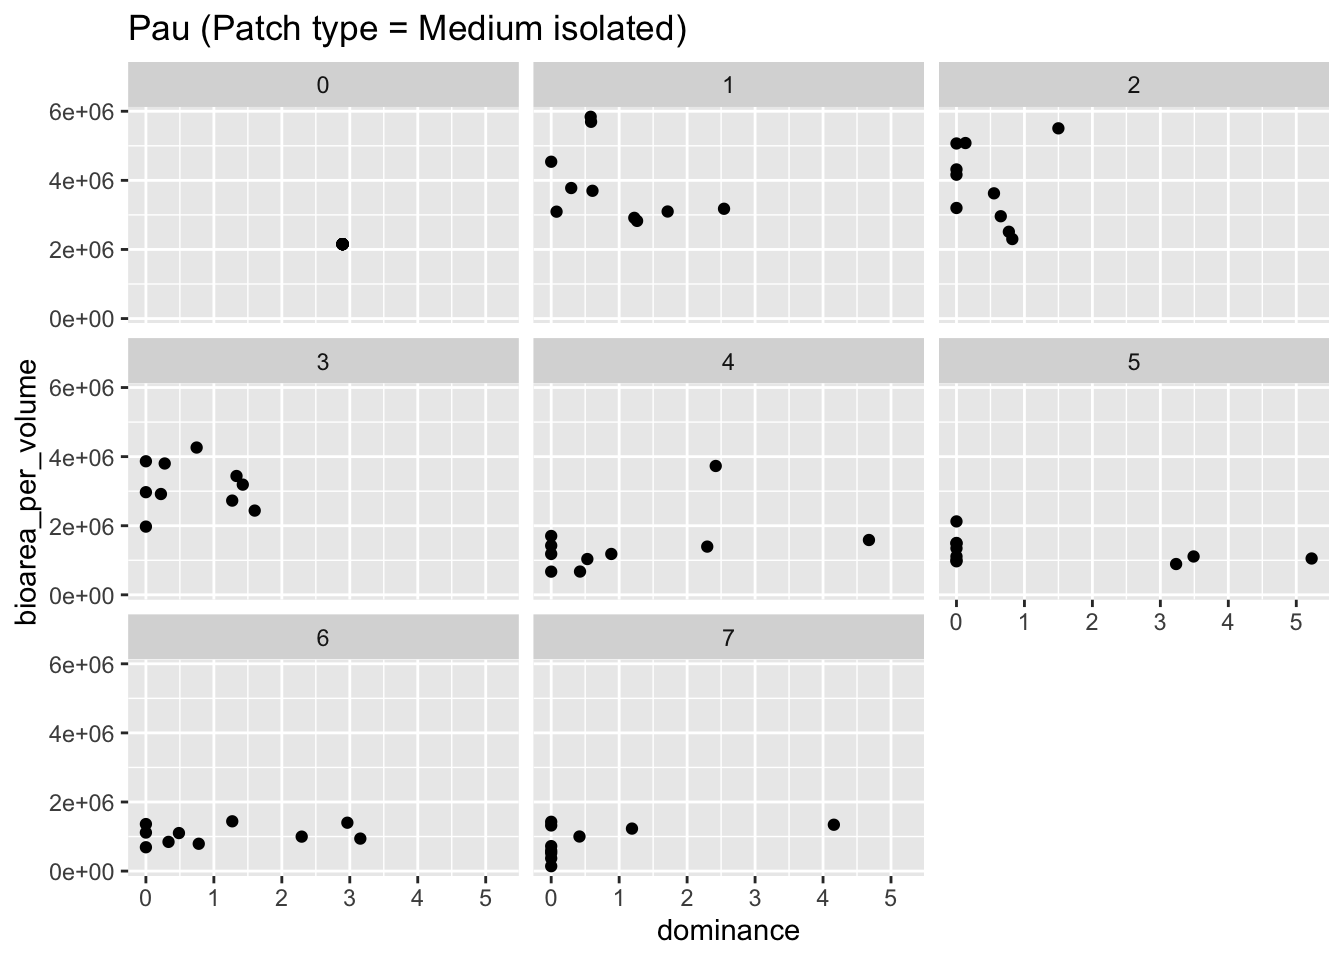 Pau (Patch type = Medium isolated)
0 1 2
6e+06
4e+06
2e+06
0e+00
3 4 5
6e+06
4e+06
2e+06
0e+00
0 1 2 3 4 5
6 7
6e+06
4e+06
2e+06
0e+00
0 1 2 3 4 5 0 1 2 3 4 5
dominance
bioarea_per_volume